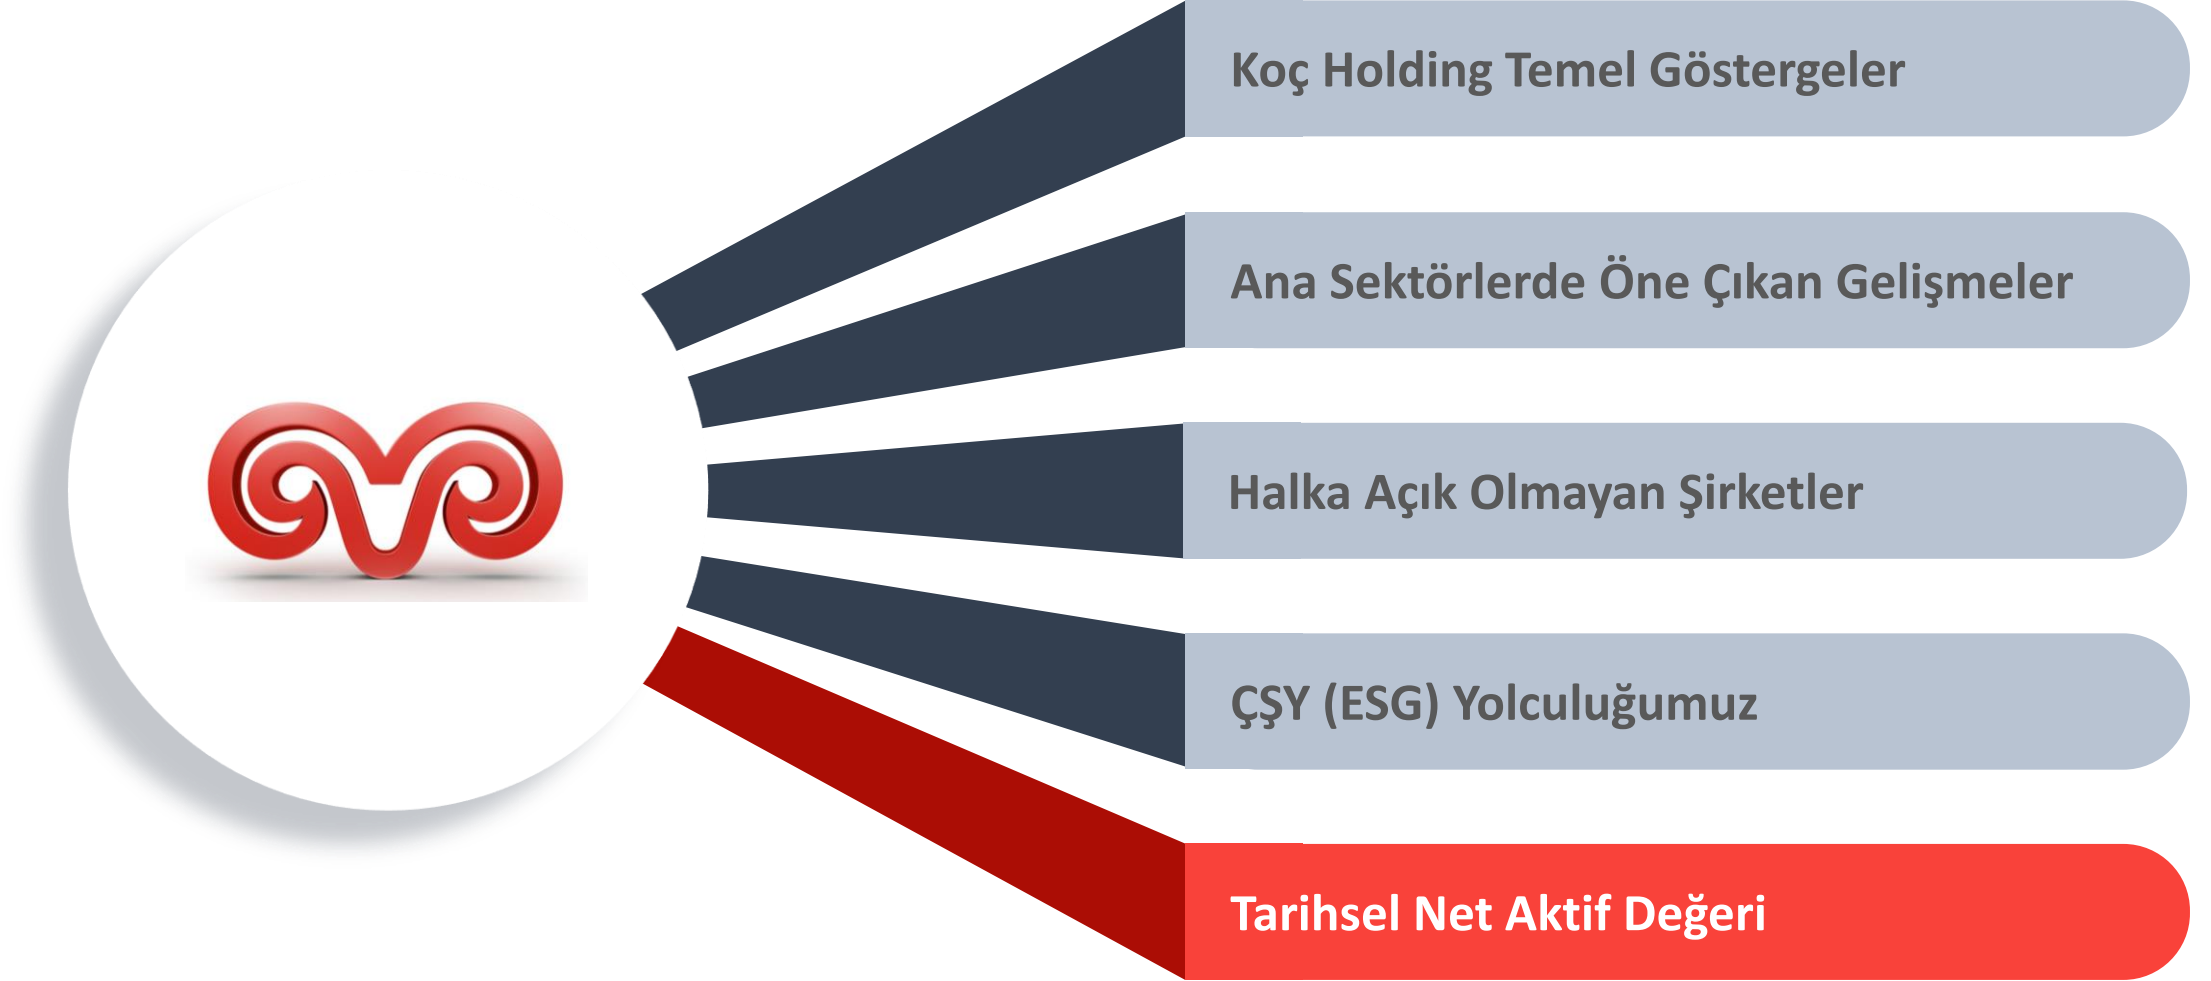 Koç Holding Temel Göstergeler
Ana Sektörlerde Öne Çıkan Gelişmeler
Halka Açık Olmayan Şirketler
ÇŞY (ESG) Yolculuğumuz
Tarihsel Net Aktif Değeri